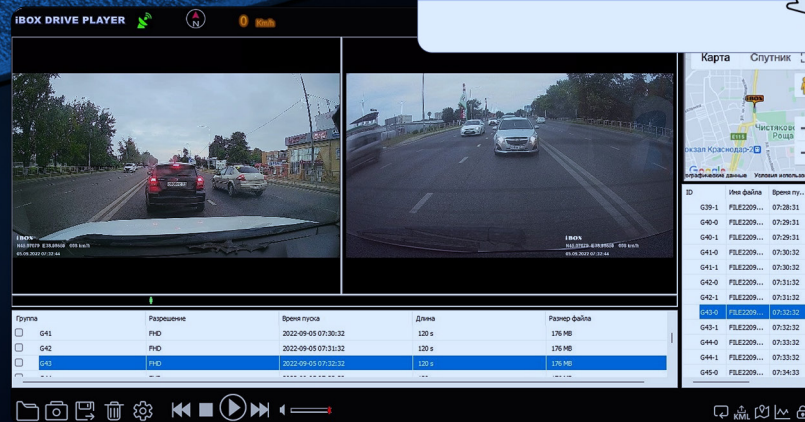 iBOX DRIVE PLAYER
N
0 Km/h
Карта Спутник
iBOX
Чистяковская
Роща
вокзал Краснодар-2
Google
iBOX
05.09.2022 07:32:44
iBOX
05.09.2022 07:32:44
Группа Разрешение Время пуска Длина Размер файла
G41 FHD 2022-09-05 07:30:32 120 s 176 MB
G42 FHD 2022-09-05 07:31:32 120 s 176 MB
G43 FHD 2022-09-05 07:32:32 120 s 176 MB
ID Имя файла Время пу...
G39-1 FILE2209... 07:28:31
G40-0 FILE2209... 07:29:31
G40-1 FILE2209... 07:29:31
G41-0 FILE2209... 07:30:32
G41-1 FILE2209... 07:30:32
G42-0 FILE2209... 07:31:32
G42-1 FILE2209... 07:31:32
G43-0 FILE2209... 07:32:32
G43-1 FILE2209... 07:32:32
G44-0 FILE2209... 07:33:32
G44-1 FILE2209... 07:33:32
G45-0 FILE2209... 07:34:33
KML